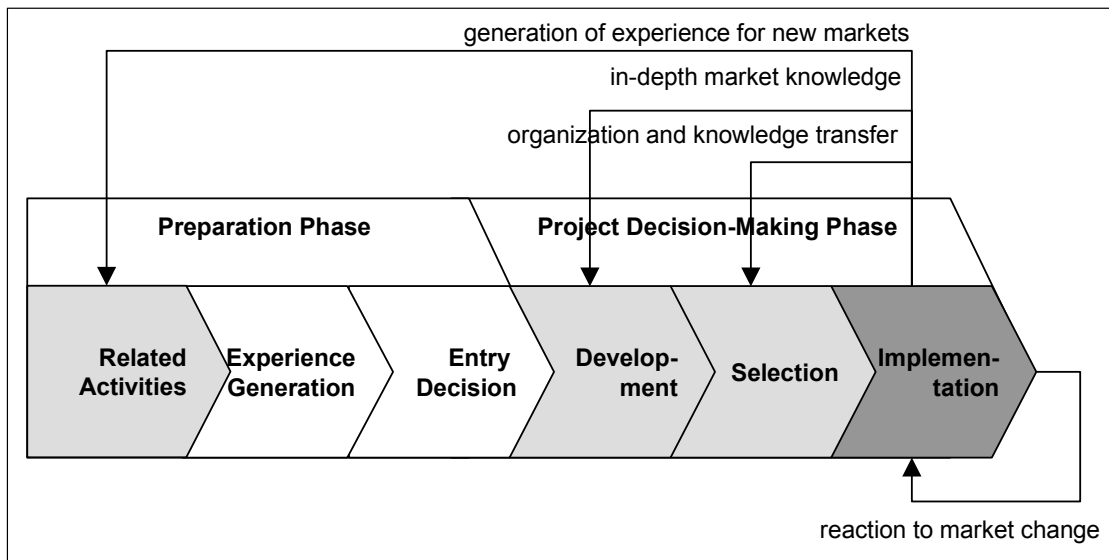 generation of experience for new markets
in-depth market knowledge
organization and knowledge transfer
Preparation Phase
Project Decision-Making Phase
Related
Activities
Experience
Generation
Entry
Decision
Develop-
ment
Selection
Implemen-
tation
reaction to market change